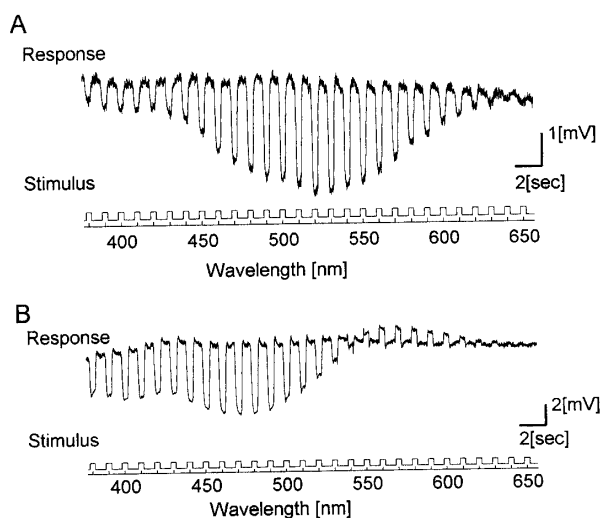 A
Response
1[mV]
2[sec]
Stimulus
400 450 500 550 600 650
Wavelength [nm]
B
Response
2[mV]
2[sec]
Stimulus
400 450 500 550 600 650
Wavelength [nm]